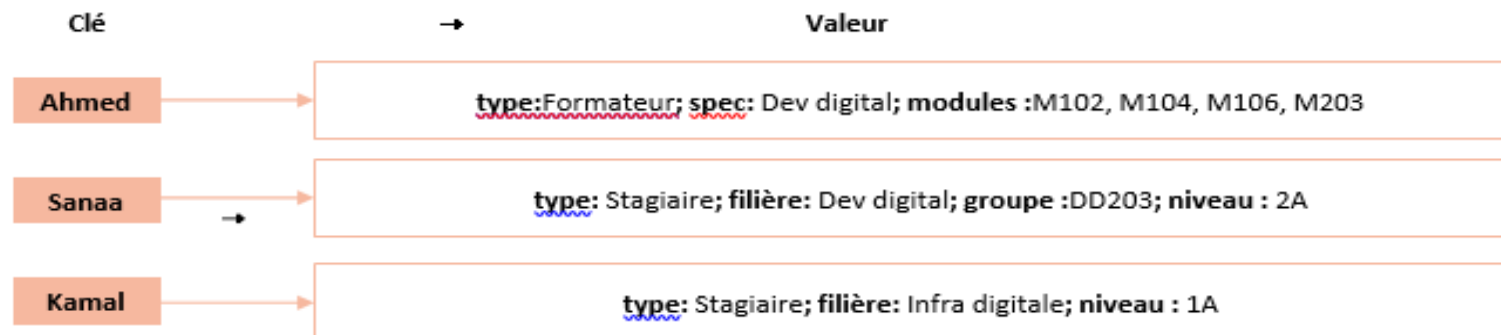 Clé → Valeur
Ahmed type:Formateur; spec: Dev digital; modules :M102, M104, M106, M203
Sanaa → type: Stagiaire; filière: Dev digital; groupe :DD203; niveau : 2A
Kamal type: Stagiaire; filière: Infra digitale; niveau : 1A